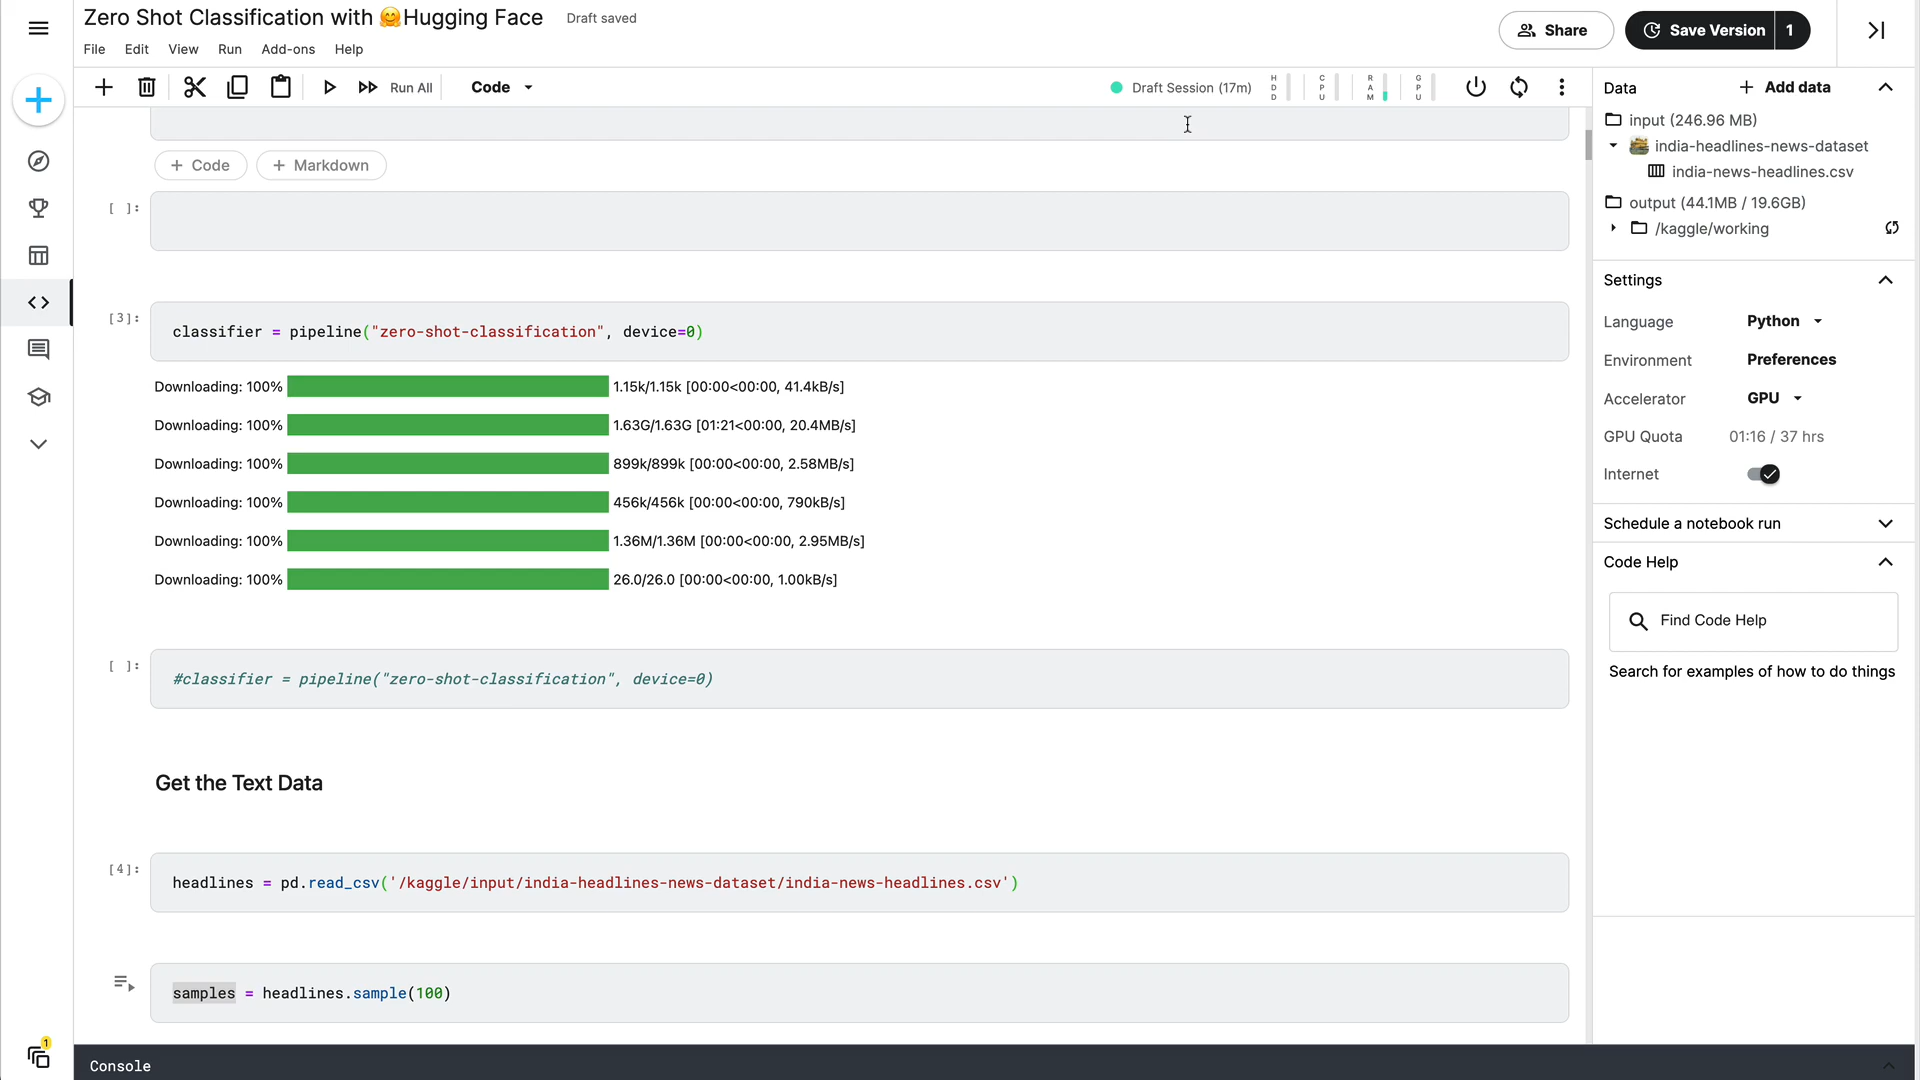 Zero Shot Classification with 🤗Hugging Face Draft saved
Share
Save Version 1
File Edit View Run Add-ons Help
Run All
Code
Draft Session (17m)
HDD
CPU
RAM
GPU
Data
Add data
input (246.96 MB)
india-headlines-news-dataset
india-news-headlines.csv
output (44.1MB / 19.6GB)
/kaggle/working
Settings
Language Python
Environment Preferences
Accelerator GPU
GPU Quota 01:16 / 37 hrs
Internet
Schedule a notebook run
Code Help
Find Code Help
Search for examples of how to do things
+ Code + Markdown
[ ]:
[3]: classifier = pipeline("zero-shot-classification", device=0)
Downloading: 100% 1.15k/1.15k [00:00<00:00, 41.4kB/s]
Downloading: 100% 1.63G/1.63G [01:21<00:00, 20.4MB/s]
Downloading: 100% 899k/899k [00:00<00:00, 2.58MB/s]
Downloading: 100% 456k/456k [00:00<00:00, 790kB/s]
Downloading: 100% 1.36M/1.36M [00:00<00:00, 2.95MB/s]
Downloading: 100% 26.0/26.0 [00:00<00:00, 1.00kB/s]
[ ]: #classifier = pipeline("zero-shot-classification", device=0)
Get the Text Data
[4]: headlines = pd.read_csv('/kaggle/input/india-headlines-news-dataset/india-news-headlines.csv')
samples = headlines.sample(100)
1
Console